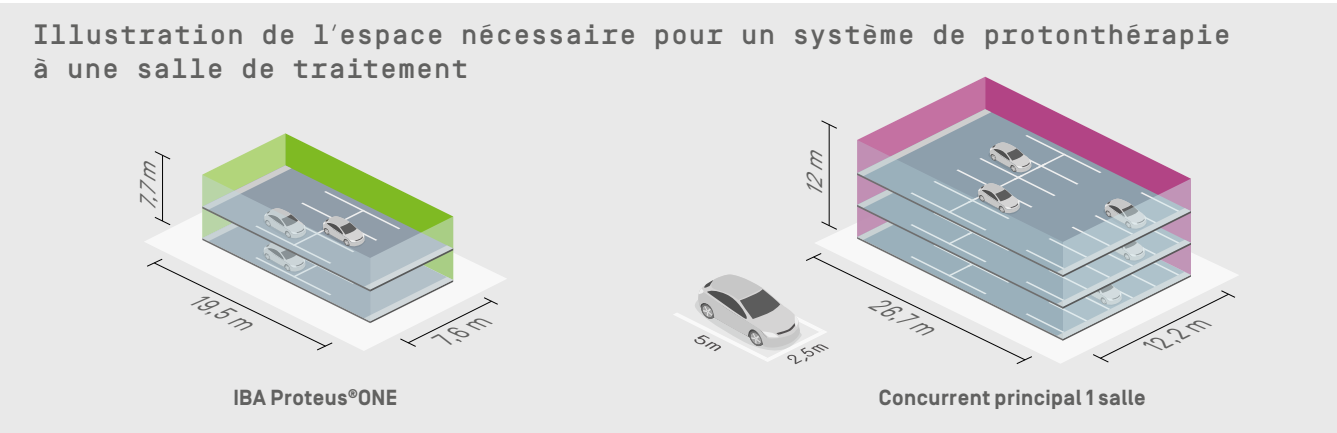 Illustration de l'espace nécessaire pour un système de protonthérapie
à une salle de traitement
7,7 m
19,5 m
7,6 m
IBA Proteus®ONE
5m
2,5m
12 m
26,7 m
12,2 m
Concurrent principal 1 salle